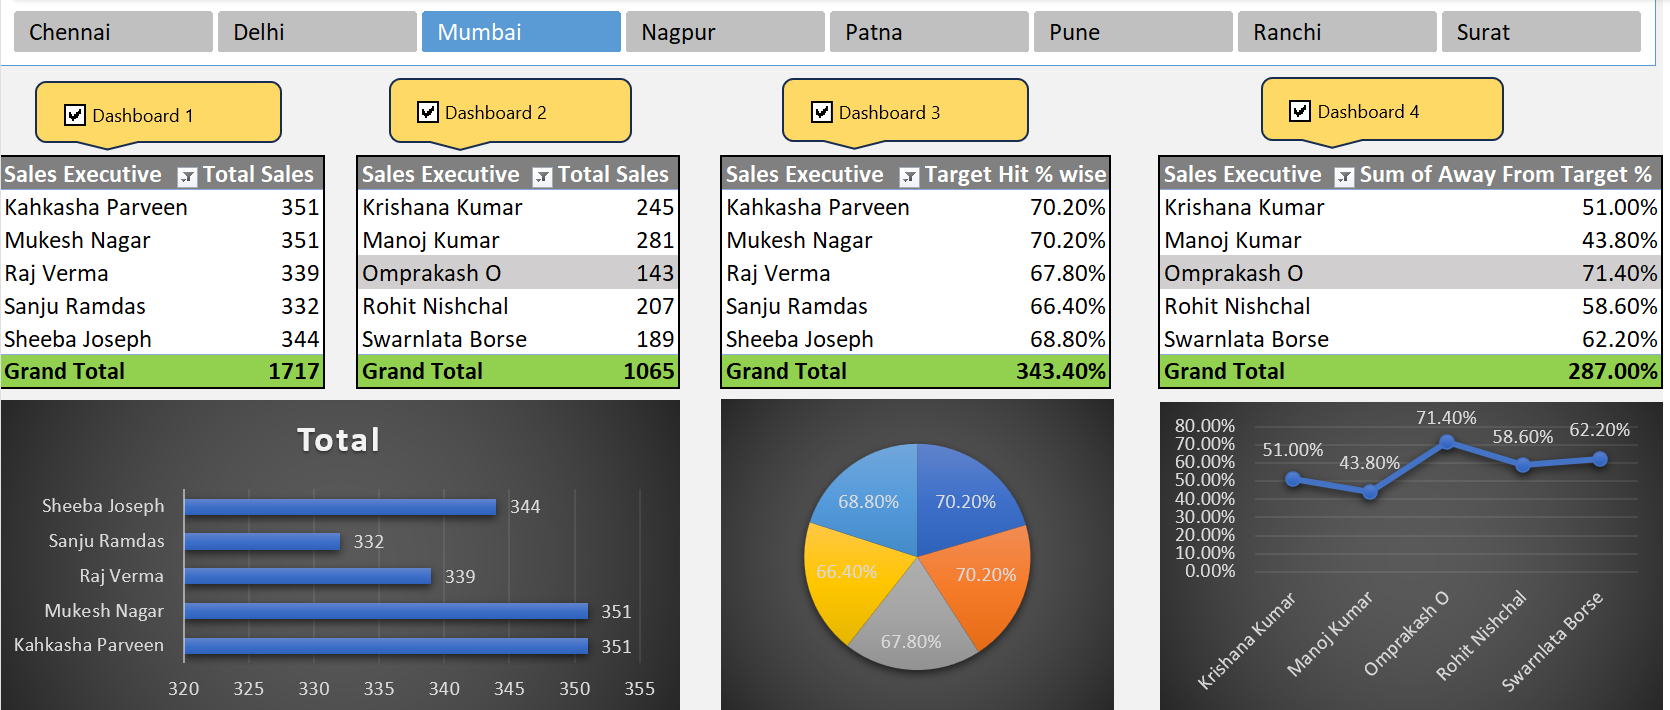 Chennai Delhi Mumbai Nagpur Patna Pune Ranchi Surat
Dashboard 1 Dashboard 2 Dashboard 3 Dashboard 4
Sales Executive Total Sales
Kahkasha Parveen 351
Mukesh Nagar 351
Raj Verma 339
Sanju Ramdas 332
Sheeba Joseph 344
Grand Total 1717
Sales Executive Total Sales
Krishana Kumar 245
Manoj Kumar 281
Omprakash O 143
Rohit Nishchal 207
Swarnlata Borse 189
Grand Total 1065
Sales Executive Target Hit % wise
Kahkasha Parveen 70.20%
Mukesh Nagar 70.20%
Raj Verma 67.80%
Sanju Ramdas 66.40%
Sheeba Joseph 68.80%
Grand Total 343.40%
Sales Executive Sum of Away From Target %
Krishana Kumar 51.00%
Manoj Kumar 43.80%
Omprakash O 71.40%
Rohit Nishchal 58.60%
Swarnlata Borse 62.20%
Grand Total 287.00%
Total
Sheeba Joseph 344
Sanju Ramdas 332
Raj Verma 339
Mukesh Nagar 351
Kahkasha Parveen 351
320 325 330 335 340 345 350 355
68.80% 70.20%
66.40% 70.20%
67.80%
80.00%
70.00%
60.00%
50.00%
40.00%
30.00%
20.00%
10.00%
0.00%
51.00% 43.80% 71.40% 58.60% 62.20%
Krishana Kumar
Manoj Kumar
Omprakash O
Rohit Nishchal
Swarnlata Borse